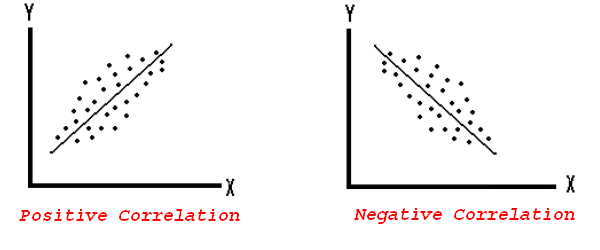 Y
X
Positive Correlation
Y
X
Negative Correlation